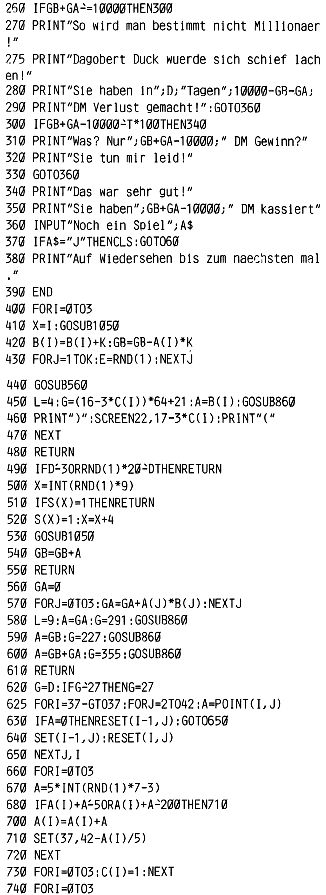 260 IFGB+GA~=10000THEN300
270 PRINT"So wird man bestimmt nicht Millionaer
!"
275 PRINT"Dagobert Duck wuerde sich schief lach
en!"
280 PRINT"Sie haben in";D;"Tagen";10000-GB-GA;
290 PRINT"DM Verlust gemacht!":GOTO360
300 IFGB+GA-10000~T*100THEN340
310 PRINT"Was? Nur";GB+GA-10000;" DM Gewinn?"
320 PRINT"Sie tun mir leid!"
330 GOTO360
340 PRINT"Das war sehr gut!"
350 PRINT"Sie haben";GB+GA-10000;" DM kassiert"
360 INPUT"Noch ein Spiel";A$
370 IFA$="J"THENCLS:GOTO60
380 PRINT"Auf Wiedersehen bis zum naechsten mal
."
390 END
400 FORI=0TO3
410 X=I:GOSUB1050
420 B(I)=B(I)+K:GB=GB-A(I)*K
430 FORJ=1TOK:E=RND(1):NEXTJ
440 GOSUB560
450 L=4:G=(16-3*C(I))*64+21:A=B(I):GOSUB860
460 PRINT")":SCREEN22,17-3*C(I):PRINT"("
470 NEXT
480 RETURN
490 IFD~3ORRND(1)*20~DTHENRETURN
500 X=INT(RND(1)*9)
510 IFS(X)=1THENRETURN
520 S(X)=1:X=X+4
530 GOSUB1050
540 GB=GB+A
550 RETURN
560 GA=0
570 FORJ=0TO3:GA=GA+A(J)*B(J):NEXTJ
580 L=9:A=GA:G=291:GOSUB860
590 A=GB:G=227:GOSUB860
600 A=GB+GA:G=355:GOSUB860
610 RETURN
620 G=D:IFG~27THENG=27
625 FORI=37-GTO37:FORJ=2TO42:A=POINT(I,J)
630 IFA=0THENRESET(I-1,J):GOTO650
640 SET(I-1,J):RESET(I,J)
650 NEXTJ,I
660 FORI=0TO3
670 A=5*INT(RND(1)*7-3)
680 IFA(I)+A~5ORA(I)+A~200THEN710
700 A(I)=A(I)+A
710 SET(37,42-A(I)/5)
720 NEXT
730 FORI=0TO3:C(I)=1:NEXT
740 FORI=0TO3